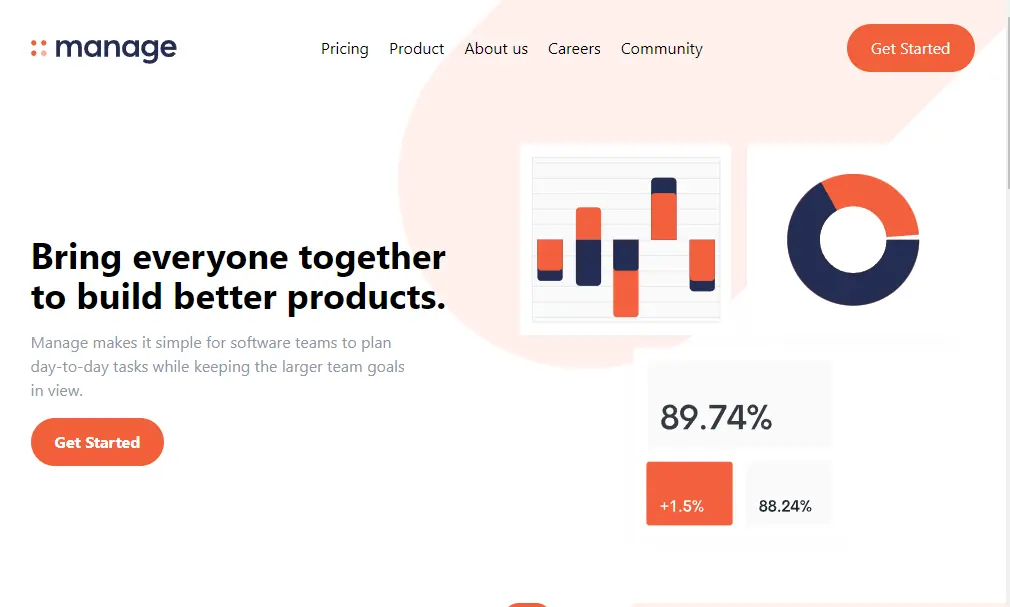 manage
Pricing Product About us Careers Community
Get Started
Bring everyone together
to build better products.
Manage makes it simple for software teams to plan
day-to-day tasks while keeping the larger team goals
in view.
Get Started
89.74%
+1.5%
88.24%